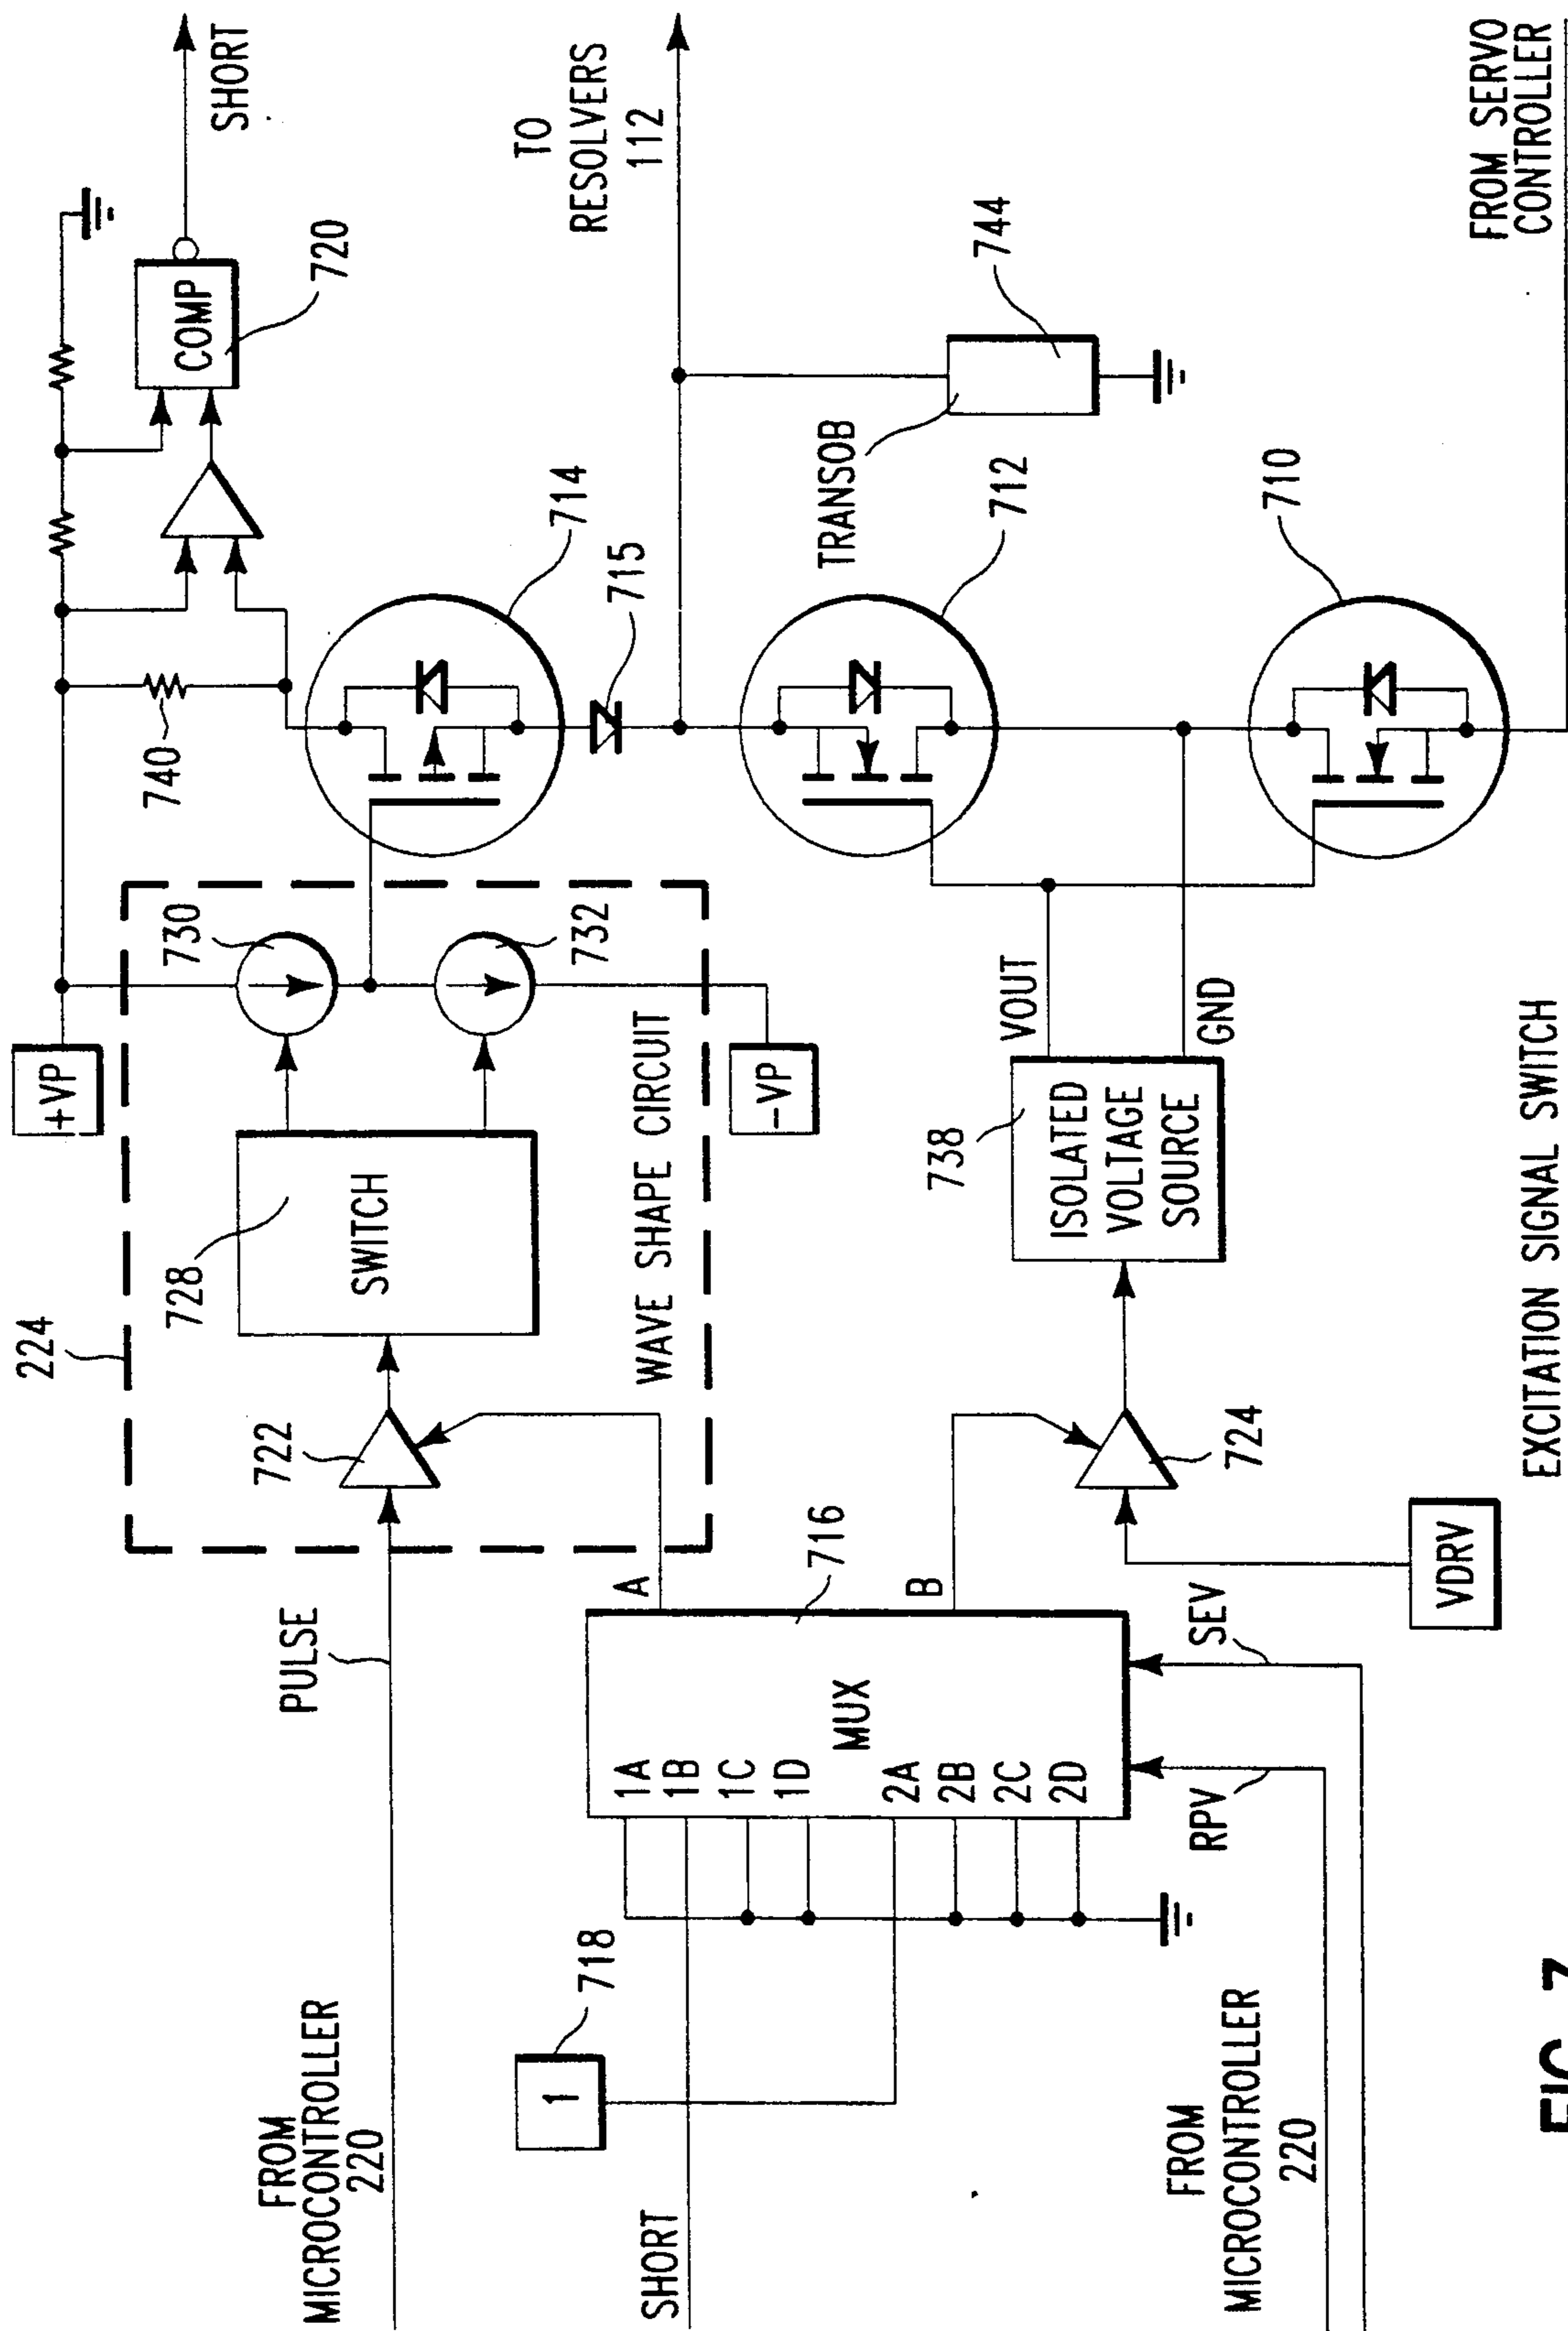 SHORT
TO
RESOLVERS
112
FROM SERVO
CONTROLLER
COMP
720
744
TRANSOB
714
715
712
710
740
+VP
730
732
-VP
224
728
SWITCH
WAVE SHAPE CIRCUIT
722
VOUT
GND
738
ISOLATED
VOLTAGE
SOURCE
724
PULSE
A
716
B
MUX
1A
1B
1C
1D
2A
2B
2C
2D
SEV
RPV
VDRV
718
1
FROM
MICROCONTROLLER
220
SHORT
FROM
MICROCONTROLLER
220
EXCITATION SIGNAL SWITCH
FIG. 7